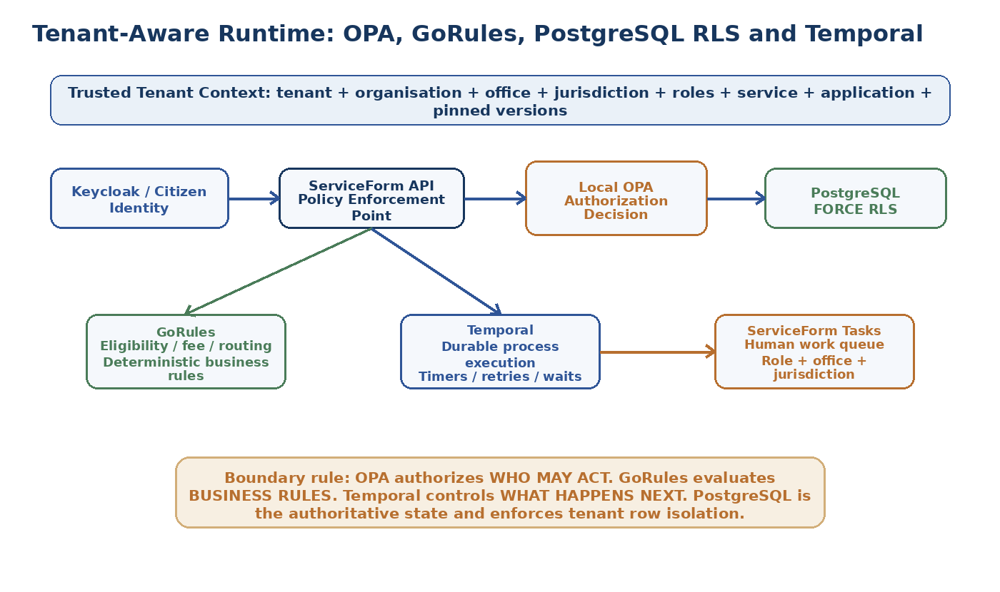 Tenant-Aware Runtime: OPA, GoRules, PostgreSQL RLS and Temporal
Trusted Tenant Context: tenant + organisation + office + jurisdiction + roles + service + application +
pinned versions
Keycloak / Citizen
Identity
ServiceForm API
Policy Enforcement
Point
Local OPA
Authorization
Decision
PostgreSQL
FORCE RLS
GoRules
Eligibility / fee / routing
Deterministic business
rules
Temporal
Durable process
execution
Timers / retries / waits
ServiceForm Tasks
Human work queue
Role + office +
jurisdiction
Boundary rule: OPA authorizes WHO MAY ACT. GoRules evaluates
BUSINESS RULES. Temporal controls WHAT HAPPENS NEXT. PostgreSQL is
the authoritative state and enforces tenant row isolation.